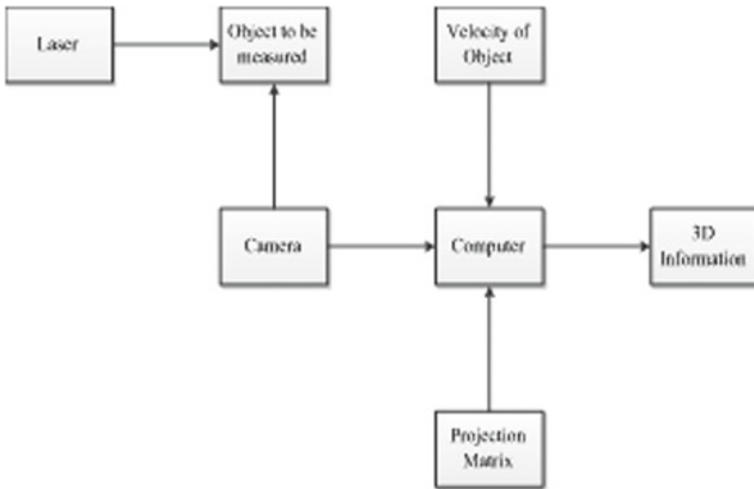 Laser
Object to be
measured
Velocity of
Object
Camera
Computer
3D
Information
Projection
Matrix